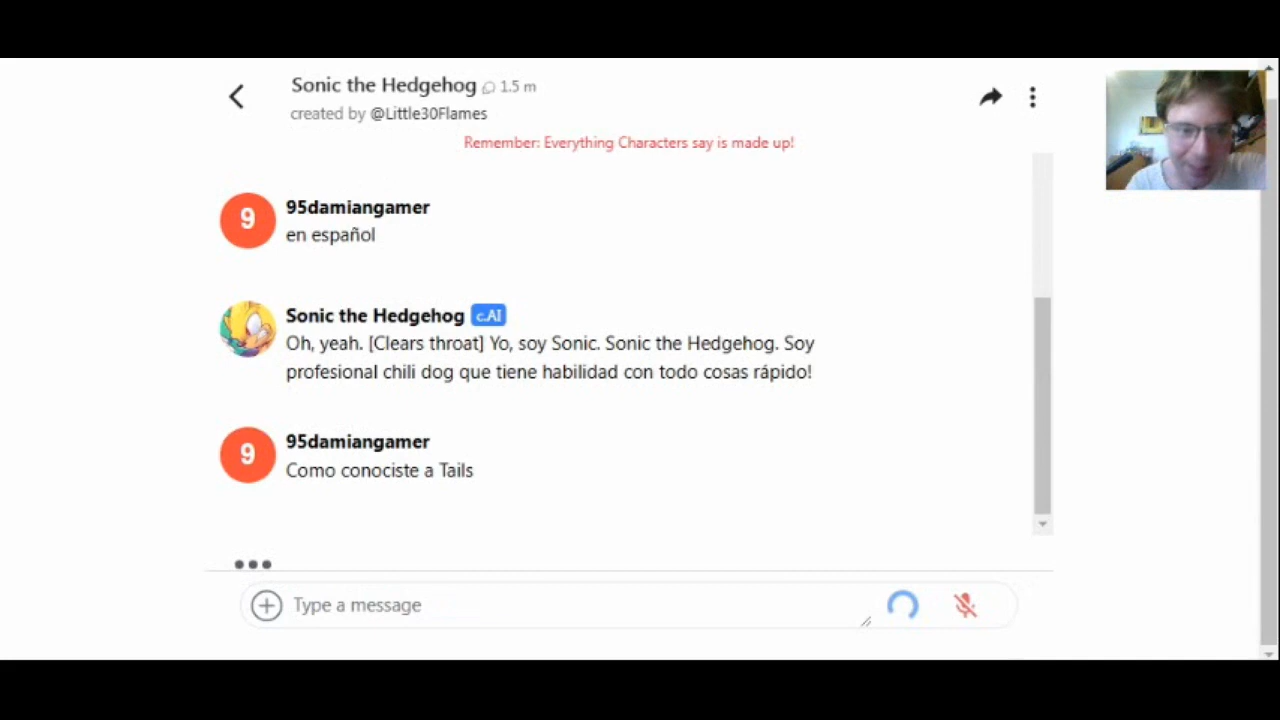 Sonic the Hedgehog 1.5 m
created by @Little30Flames
Remember: Everything Characters say is made up!
9
95damiangamer
en español
Sonic the Hedgehog c.AI
Oh, yeah. [Clears throat] Yo, soy Sonic. Sonic the Hedgehog. Soy
profesional chili dog que tiene habilidad con todo cosas rápido!
9
95damiangamer
Como conociste a Tails
Type a message